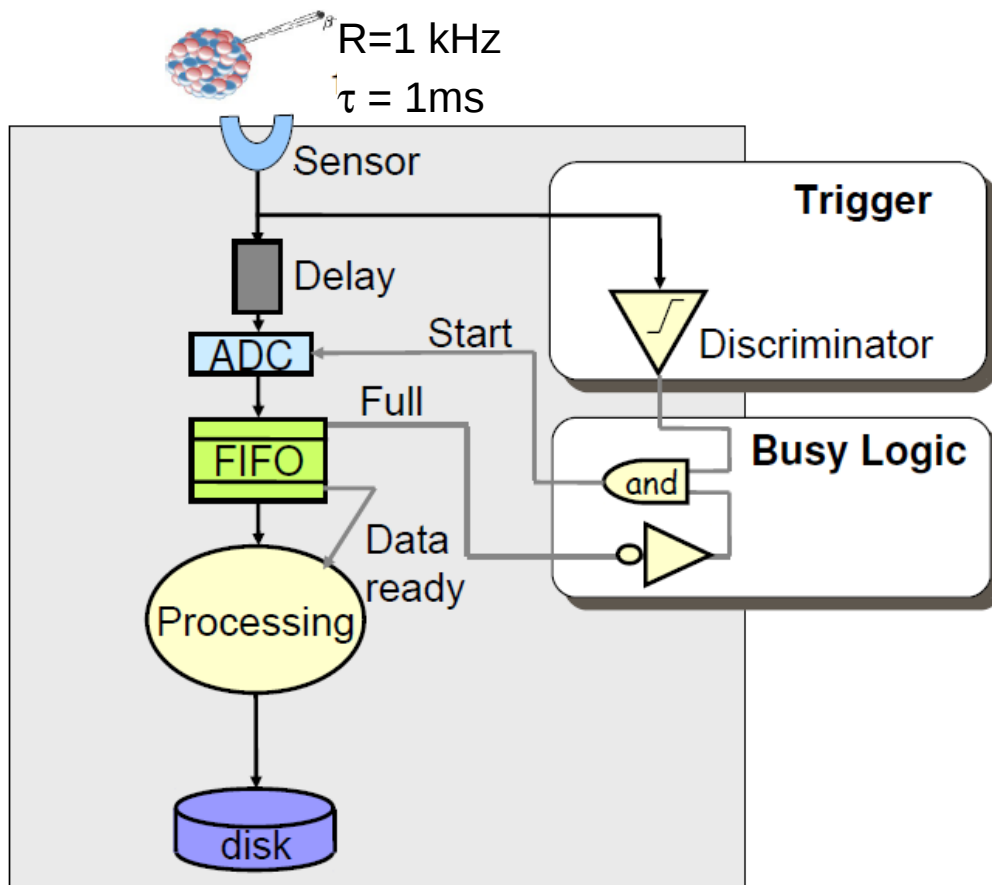 β
R=1 kHz
τ = 1ms
Sensor
Trigger
Delay
Start
Discriminator
ADC
Full
Busy Logic
FIFO
and
Data
ready
Processing
disk